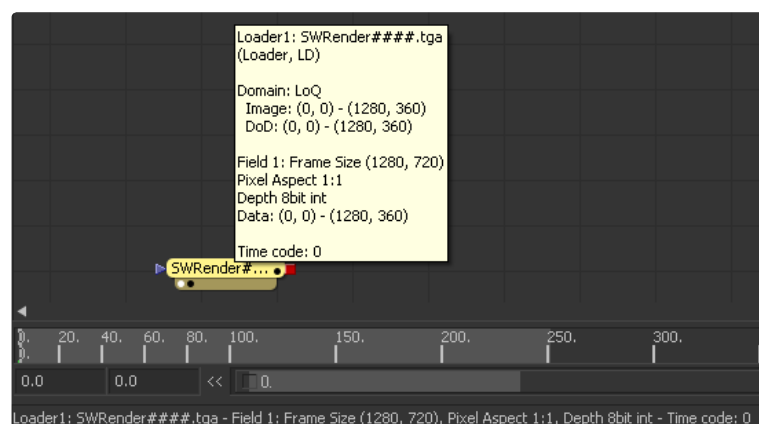 Loader1: SWRender####.tga
(Loader, LD)
Domain: LoQ
Image: (0, 0) - (1280, 360)
DoD: (0, 0) - (1280, 360)
Field 1: Frame Size (1280, 720)
Pixel Aspect 1:1
Depth 8bit int
Data: (0, 0) - (1280, 360)
Time code: 0
SWRender#...
0. 20. 40. 60. 80. 100. 150. 200. 250. 300.
0.
0.0 0.0 << 0.
Loader1: SWRender####.tga - Field 1: Frame Size (1280, 720), Pixel Aspect 1:1, Depth 8bit int - Time code: 0